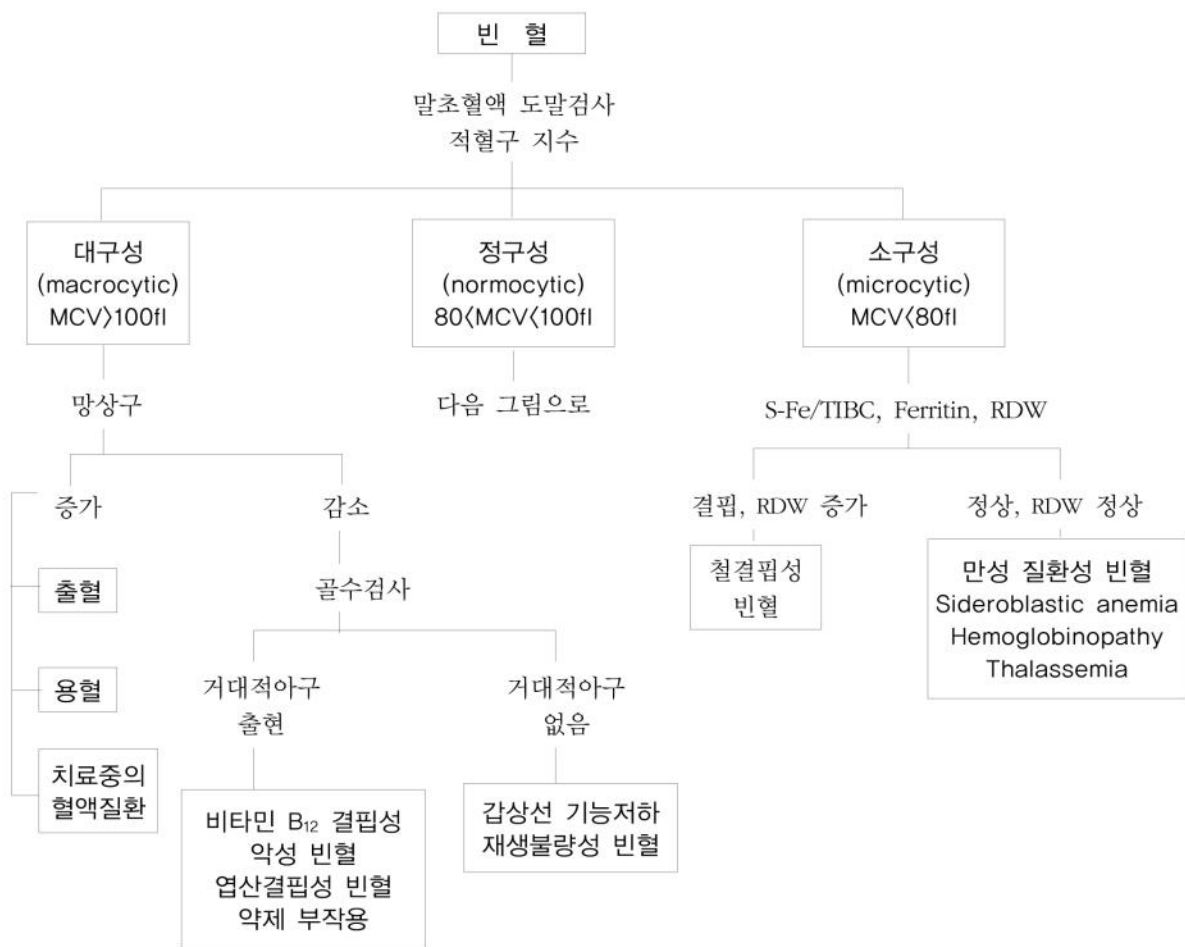 빈 혈
말초혈액 도말검사
적혈구 지수
대구성
(macrocytic)
MCV>100fl
정구성
(normocytic)
80<MCV<100fl
소구성
(microcytic)
MCV<80fl
망상구
다음 그림으로
S-Fe/TIBC, Ferritin, RDW
증가
감소
결핍, RDW 증가
정상, RDW 정상
출혈
용혈
치료중의
혈액질환
골수검사
철결핍성
빈혈
만성 질환성 빈혈
Sideroblastic anemia
Hemoglobinopathy
Thalassemia
거대적아구
출현
거대적아구
없음
비타민 B₁₂ 결핍성
악성 빈혈
엽산결핍성 빈혈
약제 부작용
갑상선 기능저하
재생불량성 빈혈